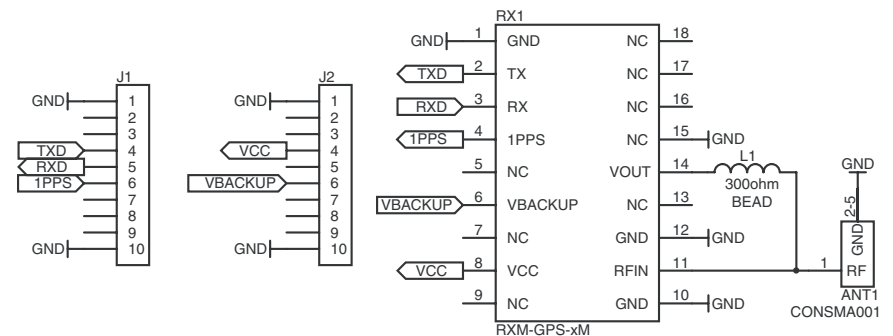 J1
GND 1
2
3
TXD 4
RXD 5
1PPS 6
7
8
9
GND 10
J2
GND 1
2
3
VCC 4
5
VBACKUP 6
7
8
9
GND 10
RX1
GND 1 GND NC 18
TXD 2 TX NC 17
RXD 3 RX NC 16
1PPS 4 1PPS NC 15 GND
5 NC VOUT 14
VBACKUP 6 VBACKUP NC 13
7 NC GND 12 GND
VCC 8 VCC RFIN 11
9 NC GND 10 GND
RXM-GPS-xM
L1
300ohm
BEAD
GND
2-5
GND
1 RF
ANT1
CONSMA001